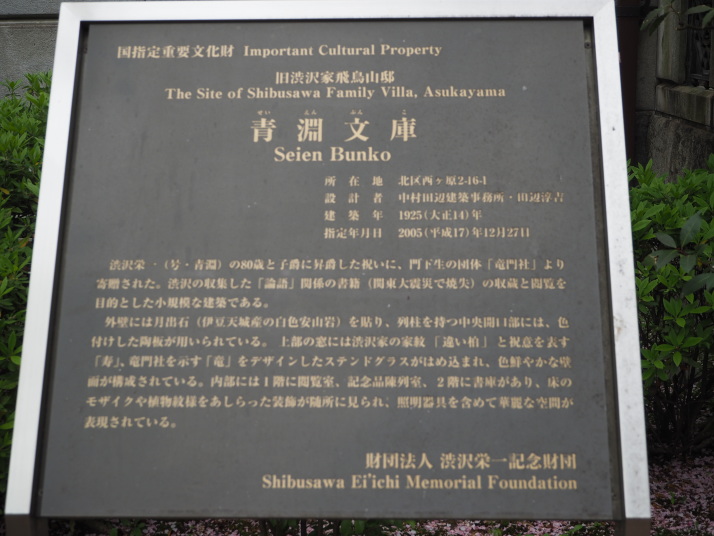 国指定重要文化財 Important Cultural Property
旧渋沢家飛鳥山邸
The Site of Shibusawa Family Villa, Asukayama
せい えん ぶん こ
青淵文庫
Seien Bunko
所在地 北区西ヶ原2-16-1
設計者 中村田辺建築事務所・田辺淳吉
建築年 1925(大正14)年
指定年月日 2005(平成17)年12月27日
渋沢栄一(号・青淵)の80歳と子爵に昇爵した祝いに、門下生の団体「竜門社」より
寄贈された。渋沢の収集した「論語」関係の書籍(関東大震災で焼失)の収蔵と閲覧を
目的とした小規模な建築である。
外壁には月出石(伊豆天城産の白色安山岩)を貼り、列柱を持つ中央開口部には、色
付けした陶板が用いられている。上部の窓には渋沢家の家紋「違い柏」と祝意を表す
「寿」、竜門社を示す「竜」をデザインしたステンドグラスがはめ込まれ、色鮮やかな壁
面が構成されている。内部には1階に閲覧室、記念品陳列室、2階に書庫があり、床の
モザイクや植物紋様をあしらった装飾が随所に見られ、照明器具を含めて華麗な空間が
表現されている。
財団法人 渋沢栄一記念財団
Shibusawa Ei'ichi Memorial Foundation